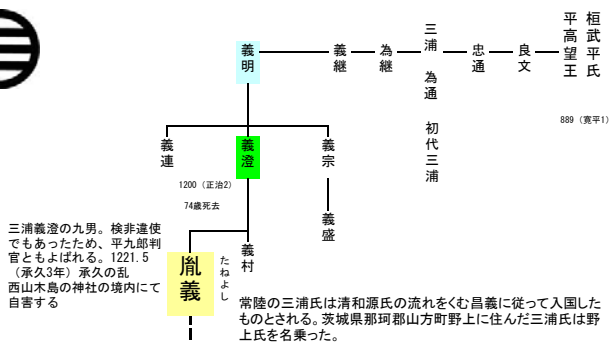 桓武平氏
平高望王
889（寛平1）
良文
忠通
三浦 為通 初代三浦
為継
義継
義明
義宗
義盛
義澄
1200（正治2）
74歳死去
義連
義村
たねよし
胤義
三浦義澄の九男。検非違使
でもあったため、平九郎判
官ともよばれる。1221.5
（承久3年）承久の乱
西山木島の神社の境内にて
自害する
常陸の三浦氏は清和源氏の流れをくむ昌義に従って入国した
ものとされる。茨城県那珂郡山方町野上に住んだ三浦氏は野
上氏を名乗った。